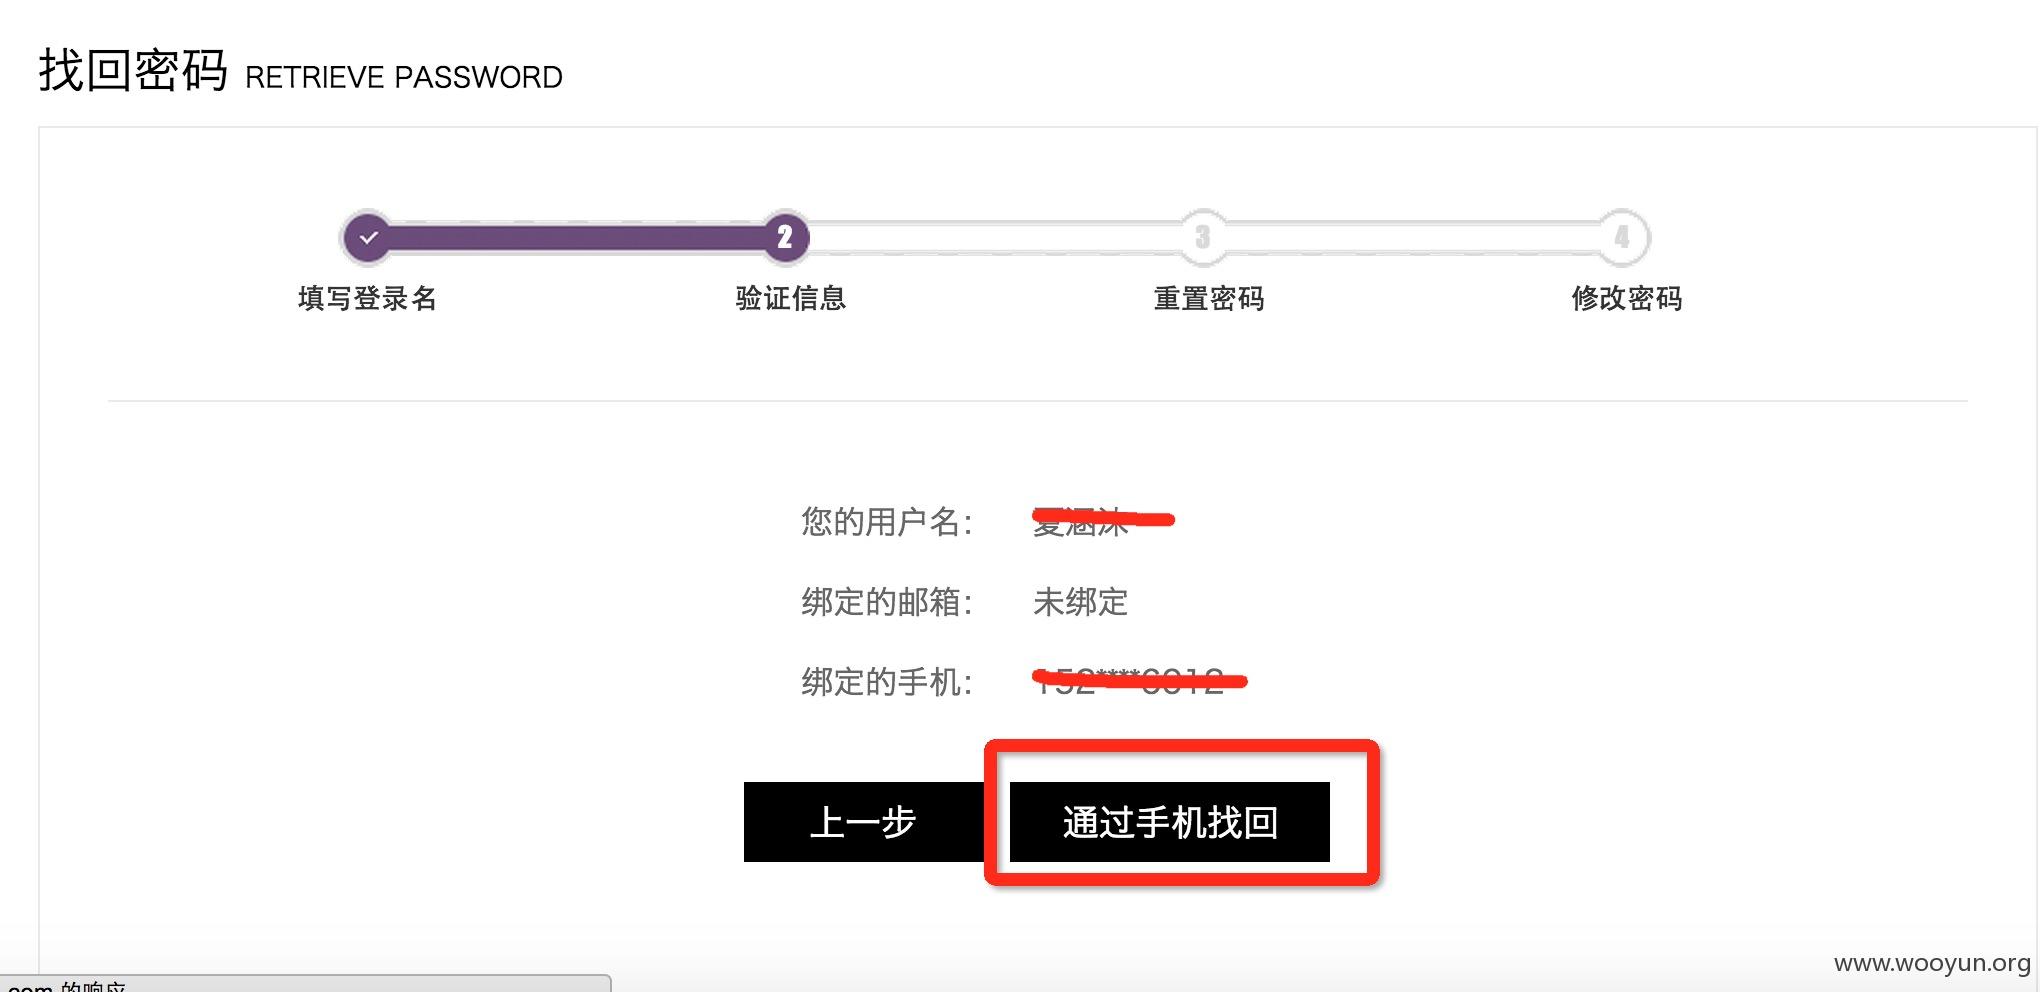 找回密码 RETRIEVE PASSWORD
2
3
4
填写登录名
验证信息
重置密码
修改密码
您的用户名：
绑定的邮箱： 未绑定
绑定的手机：
上一步
通过手机找回
www.wooyun.org
com 的响应